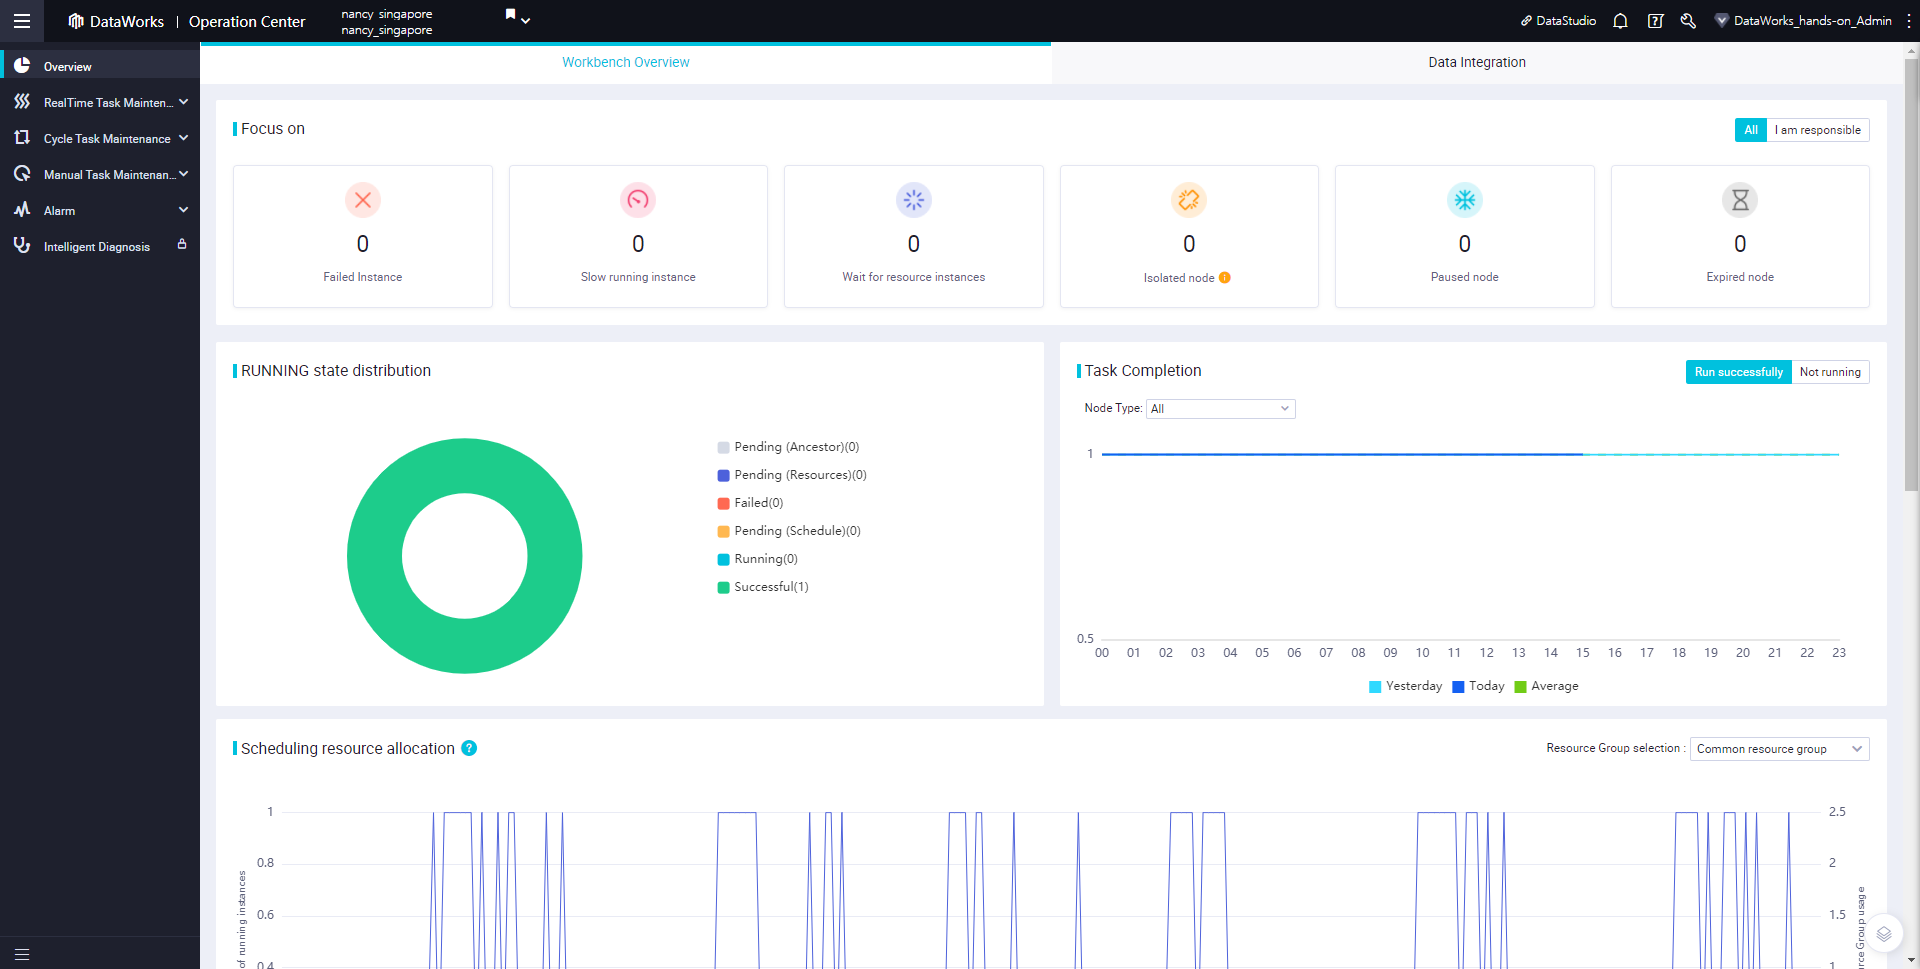 DataWorks | Operation Center
nancy_singapore
nancy_singapore
DataStudio
DataWorks_hands-on_Admin
Overview
RealTime Task Mainten...
Cycle Task Maintenance
Manual Task Maintenan...
Alarm
Intelligent Diagnosis
Workbench Overview
Data Integration
Focus on
All
I am responsible
0
Failed Instance
0
Slow running instance
0
Wait for resource instances
0
Isolated node
0
Paused node
0
Expired node
RUNNING state distribution
Pending (Ancestor)(0)
Pending (Resources)(0)
Failed(0)
Pending (Schedule)(0)
Running(0)
Successful(1)
Task Completion
Run successfully
Not running
Node Type: All
1
0.5
00 01 02 03 04 05 06 07 08 09 10 11 12 13 14 15 16 17 18 19 20 21 22 23
Yesterday Today Average
Scheduling resource allocation ?
Resource Group selection : Common resource group
1
0.8
0.6
0.4
of running instances
2.5
2
1.5
1
Group usage